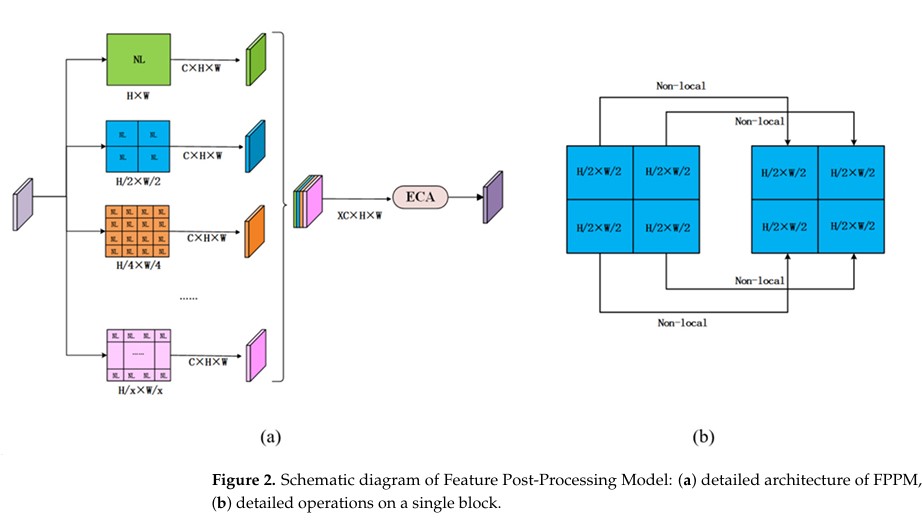 NL
C×H×W
H×W
NL NL
NL NL
C×H×W
H/2×W/2
NL NL NL NL
NL NL NL NL
NL NL NL NL
NL NL NL NL
C×H×W
H/4×W/4
......
NL NL NL NL
......
NL NL NL NL
C×H×W
H/x×W/x
XC×H×W
ECA
(a)
Non-local
Non-local
H/2×W/2 H/2×W/2
H/2×W/2 H/2×W/2
H/2×W/2 H/2×W/2
H/2×W/2 H/2×W/2
Non-local
Non-local
(b)
Figure 2. Schematic diagram of Feature Post-Processing Model: (a) detailed architecture of FPPM,
(b) detailed operations on a single block.